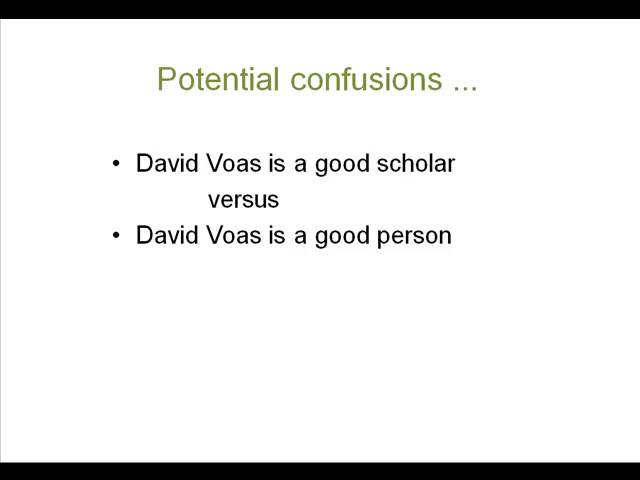 Potential confusions ...
• David Voas is a good scholar
versus
• David Voas is a good person